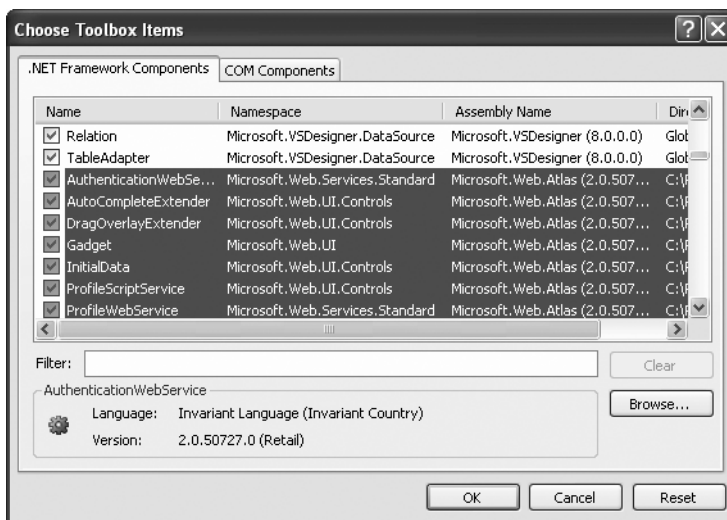 Choose Toolbox Items
.NET Framework Components COM Components
Name Namespace Assembly Name Dire
Relation Microsoft.VSDesigner.DataSource Microsoft.VSDesigner (8.0.0.0) Glob
TableAdapter Microsoft.VSDesigner.DataSource Microsoft.VSDesigner (8.0.0.0) Glob
AuthenticationWebSe... Microsoft.Web.Services.Standard Microsoft.Web.Atlas (2.0.507... C:\P
AutoCompleteExtender Microsoft.Web.UI.Controls Microsoft.Web.Atlas (2.0.507... C:\P
DragOverlayExtender Microsoft.Web.UI.Controls Microsoft.Web.Atlas (2.0.507... C:\P
Gadget Microsoft.Web.UI Microsoft.Web.Atlas (2.0.507... C:\P
InitialData Microsoft.Web.UI.Controls Microsoft.Web.Atlas (2.0.507... C:\P
ProfileScriptService Microsoft.Web.UI.Controls Microsoft.Web.Atlas (2.0.507... C:\P
ProfileWebService Microsoft.Web.Services.Standard Microsoft.Web.Atlas (2.0.507... C:\P
Filter: Clear
AuthenticationWebService
Browse...
Language: Invariant Language (Invariant Country)
Version: 2.0.50727.0 (Retail)
OK Cancel Reset